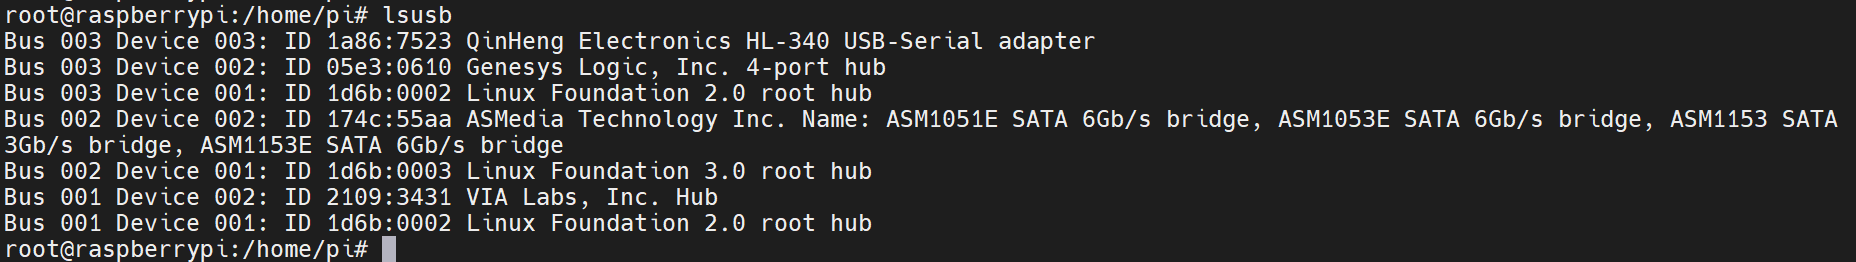 root@raspberrypi:/home/pi# lsusb
Bus 003 Device 003: ID 1a86:7523 QinHeng Electronics HL-340 USB-Serial adapter
Bus 003 Device 002: ID 05e3:0610 Genesys Logic, Inc. 4-port hub
Bus 003 Device 001: ID 1d6b:0002 Linux Foundation 2.0 root hub
Bus 002 Device 002: ID 174c:55aa ASMedia Technology Inc. Name: ASM1051E SATA 6Gb/s bridge, ASM1053E SATA 6Gb/s bridge, ASM1153 SATA
3Gb/s bridge, ASM1153E SATA 6Gb/s bridge
Bus 002 Device 001: ID 1d6b:0003 Linux Foundation 3.0 root hub
Bus 001 Device 002: ID 2109:3431 VIA Labs, Inc. Hub
Bus 001 Device 001: ID 1d6b:0002 Linux Foundation 2.0 root hub
root@raspberrypi:/home/pi#